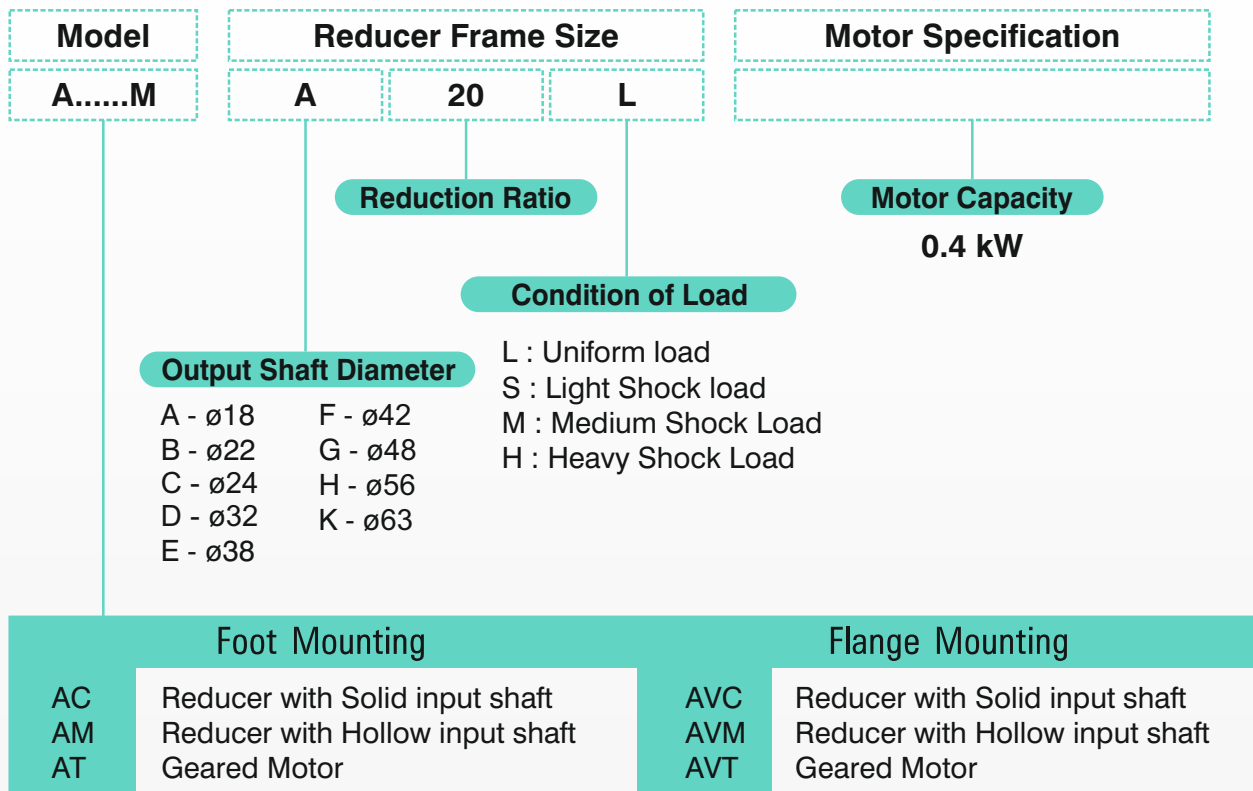 Model Reducer Frame Size Motor Specification
A......M A 20 L
Reduction Ratio Motor Capacity
0.4 kW
Condition of Load
L : Uniform load
S : Light Shock load
M : Medium Shock Load
H : Heavy Shock Load
Output Shaft Diameter
A - ø18 F - ø42
B - ø22 G - ø48
C - ø24 H - ø56
D - ø32 K - ø63
E - ø38
Foot Mounting Flange Mounting
AC Reducer with Solid input shaft AVC Reducer with Solid input shaft
AM Reducer with Hollow input shaft AVM Reducer with Hollow input shaft
AT Geared Motor AVT Geared Motor